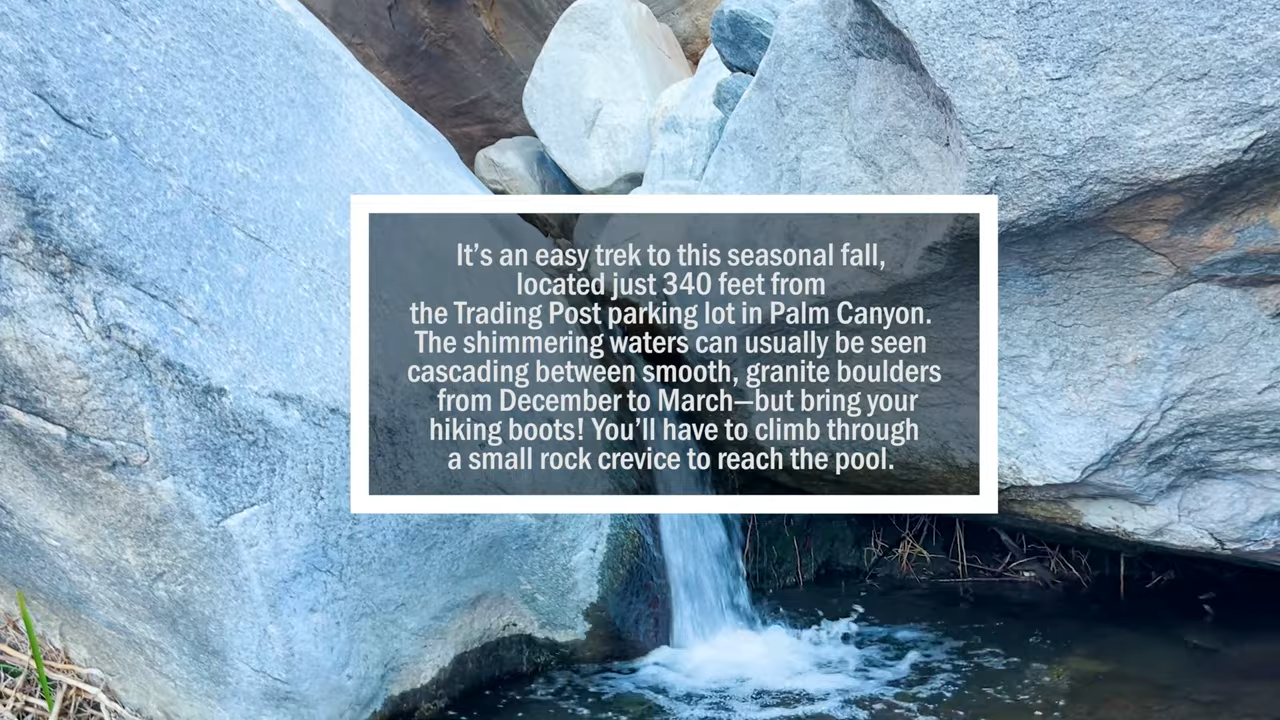 It’s an easy trek to this seasonal fall,
located just 340 feet from
the Trading Post parking lot in Palm Canyon.
The shimmering waters can usually be seen
cascading between smooth, granite boulders
from December to March—but bring your
hiking boots! You’ll have to climb through
a small rock crevice to reach the pool.